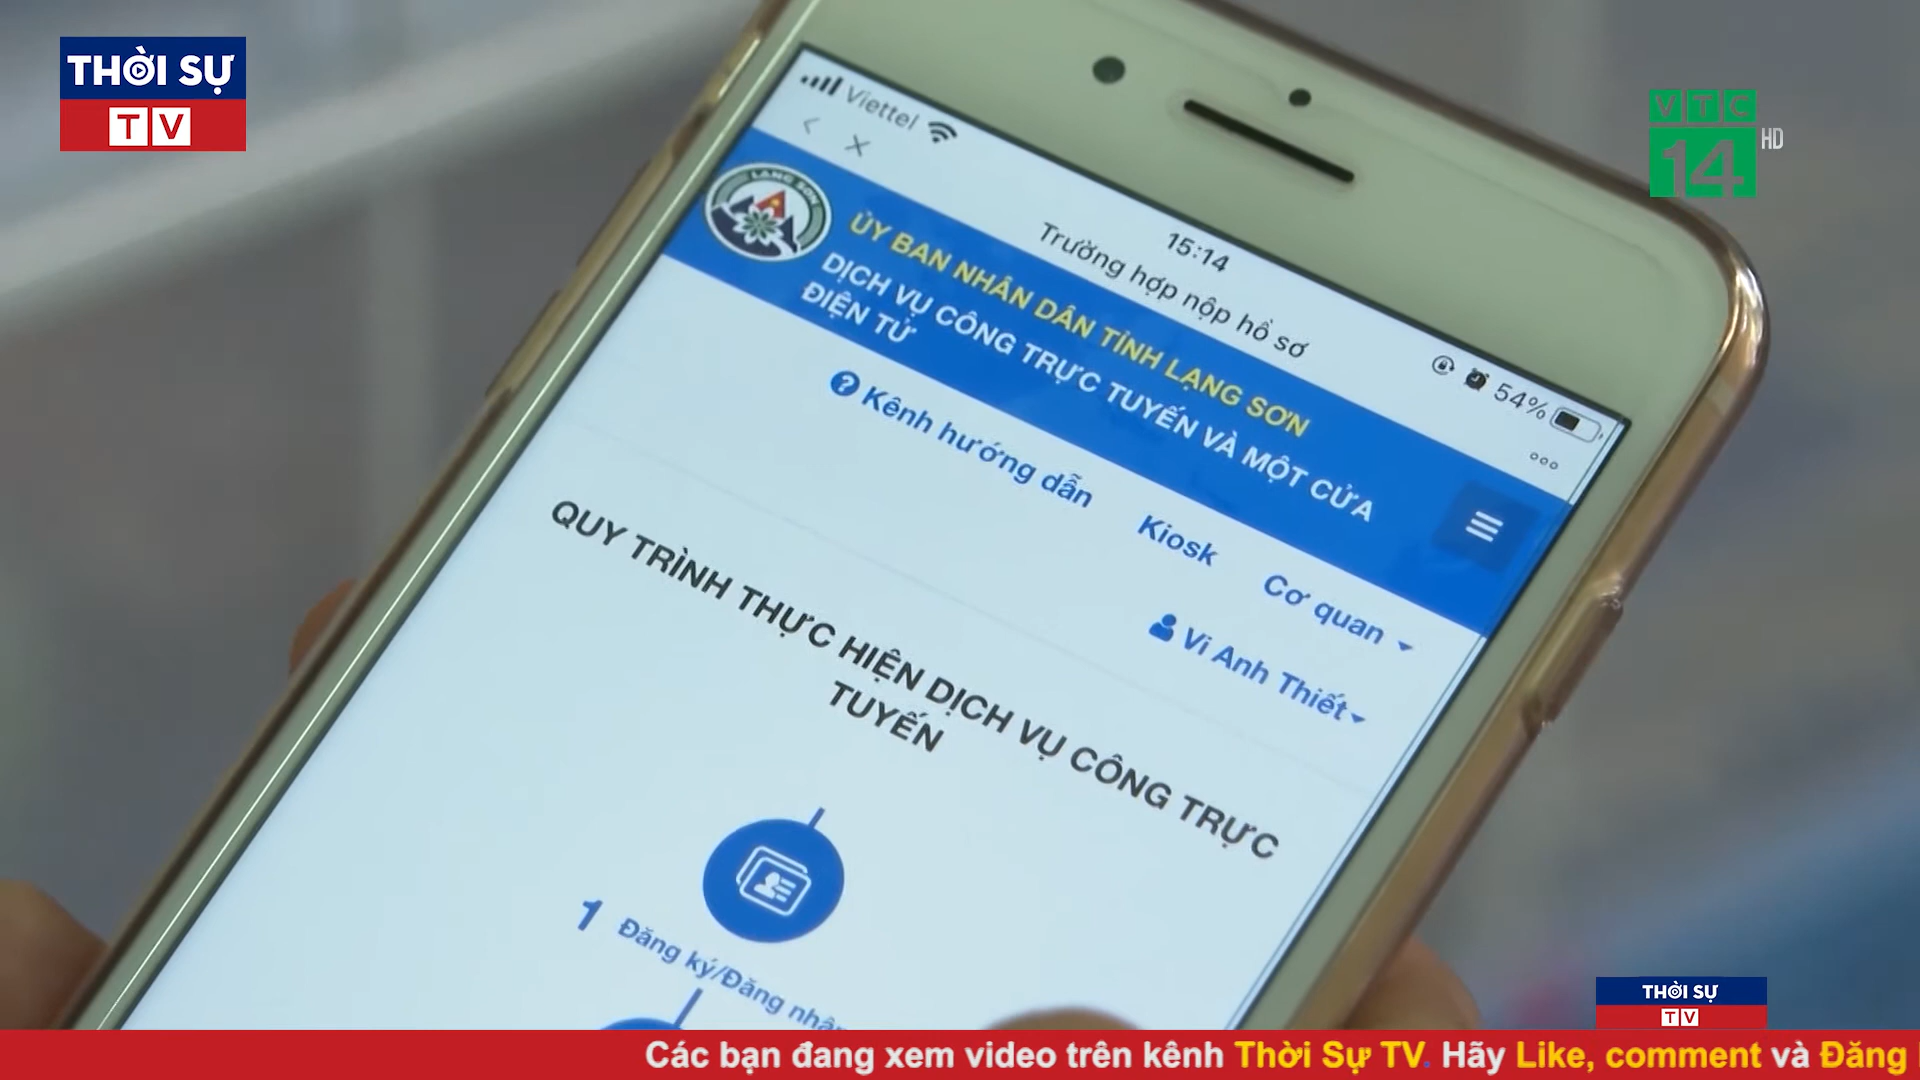 THỜI SỰ
TV
VTC
14
HD
Viettel
15:14
54%
Trường hợp nộp hồ sơ
LẠNG SƠN
ỦY BAN NHÂN DÂN TỈNH LẠNG SƠN
DỊCH VỤ CÔNG TRỰC TUYẾN VÀ MỘT CỬA
ĐIỆN TỬ
Kênh hướng dẫn
Kiosk
Cơ quan
Vi Anh Thiết
QUY TRÌNH THỰC HIỆN DỊCH VỤ CÔNG TRỰC
TUYẾN
1 Đăng ký/Đăng nhập
THỜI SỰ
TV
Các bạn đang xem video trên kênh Thời Sự TV. Hãy Like, comment và Đăng